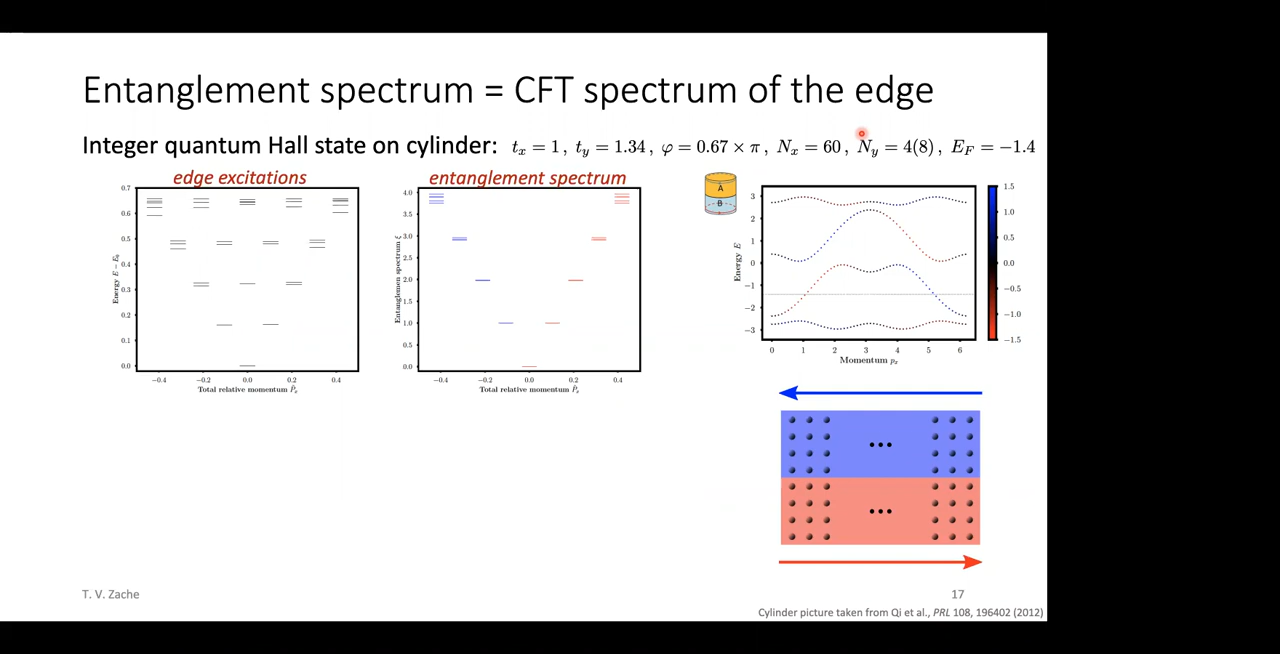 Entanglement spectrum = CFT spectrum of the edge
Integer quantum Hall state on cylinder: t_x = 1, t_y = 1.34, φ = 0.67 × π, N_x = 60, N_y = 4(8), E_F = −1.4
edge excitations
0.7
0.6
0.5
0.4
0.3
0.2
0.1
0.0
Energy E − E₀
−0.4 −0.2 0.0 0.2 0.4
Total relative momentum P̃ₓ
entanglement spectrum
4.0
3.5
3.0
2.5
2.0
1.5
1.0
0.5
0.0
Entanglement spectrum ξ
−0.4 −0.2 0.0 0.2 0.4
Total relative momentum P̃ₓ
A
B
3
2
1
0
−1
−2
−3
Energy E
0 1 2 3 4 5 6
Momentum pₓ
1.5
1.0
0.5
0.0
−0.5
−1.0
−1.5
•••
•••
T. V. Zache
17
Cylinder picture taken from Qi et al., PRL 108, 196402 (2012)